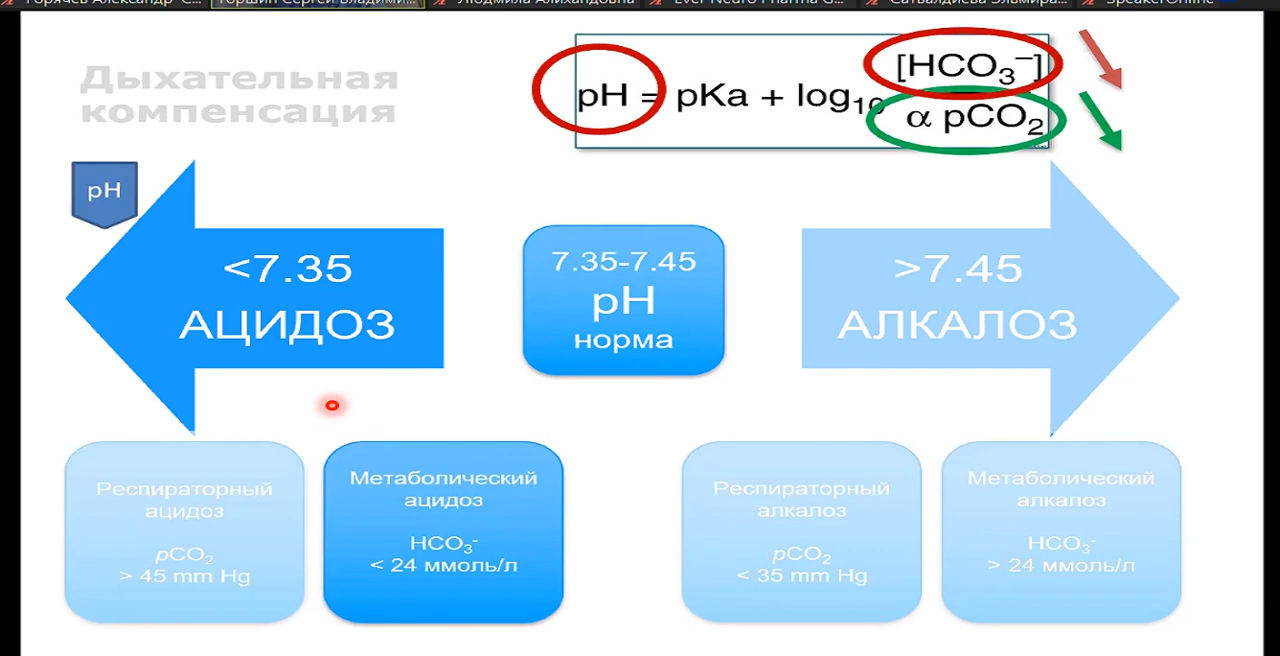 Горячев Александр С...
Горшин Сергей Владими...
Людмила Алихандовна
Ever Neuro Pharma G...
Сатвалдиева Эльмира...
SpeakerOnline
Дыхательная
компенсация
pH = pKa + log₁₀ [HCO₃⁻] / α pCO₂
pH
<7.35
АЦИДОЗ
7.35-7.45
pH
норма
>7.45
АЛКАЛОЗ
Респираторный
ацидоз
pCO₂
> 45 mm Hg
Метаболический
ацидоз
HCO₃⁻
< 24 ммоль/л
Респираторный
алкалоз
pCO₂
< 35 mm Hg
Метаболический
алкалоз
HCO₃⁻
> 24 ммоль/л